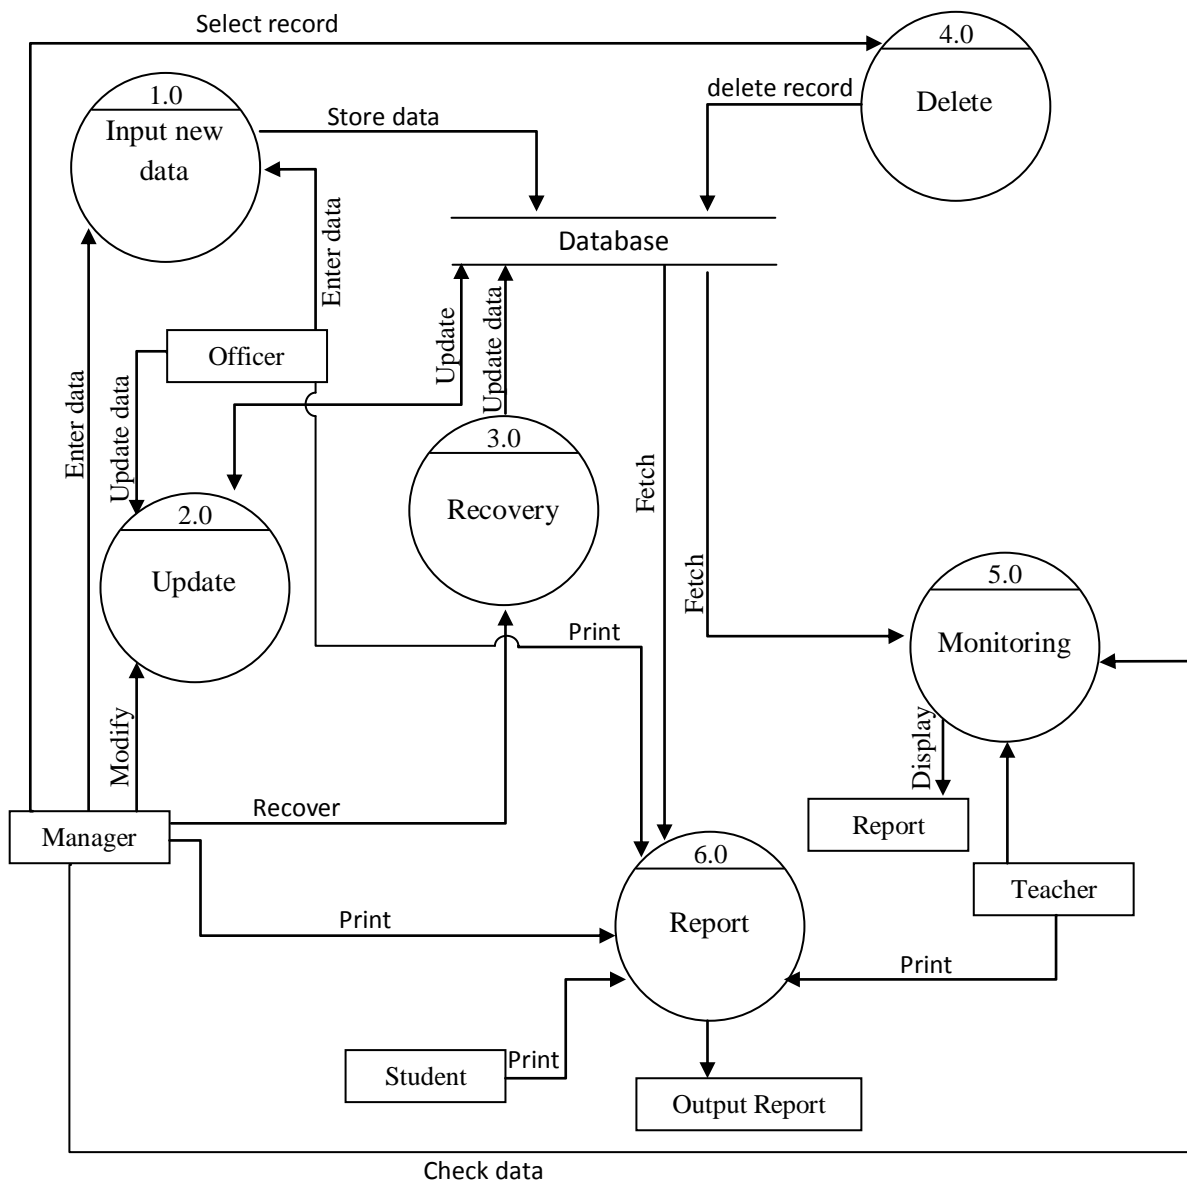 Select record
4.0
Delete
delete record
1.0
Input new
data
Store data
Enter data
Database
Officer
Update
Update data
Enter data
Update data
3.0
Recovery
Fetch
2.0
Update
Fetch
5.0
Monitoring
Print
Modify
Display
Recover
Manager
Report
6.0
Report
Teacher
Print
Print
Student
Print
Output Report
Check data